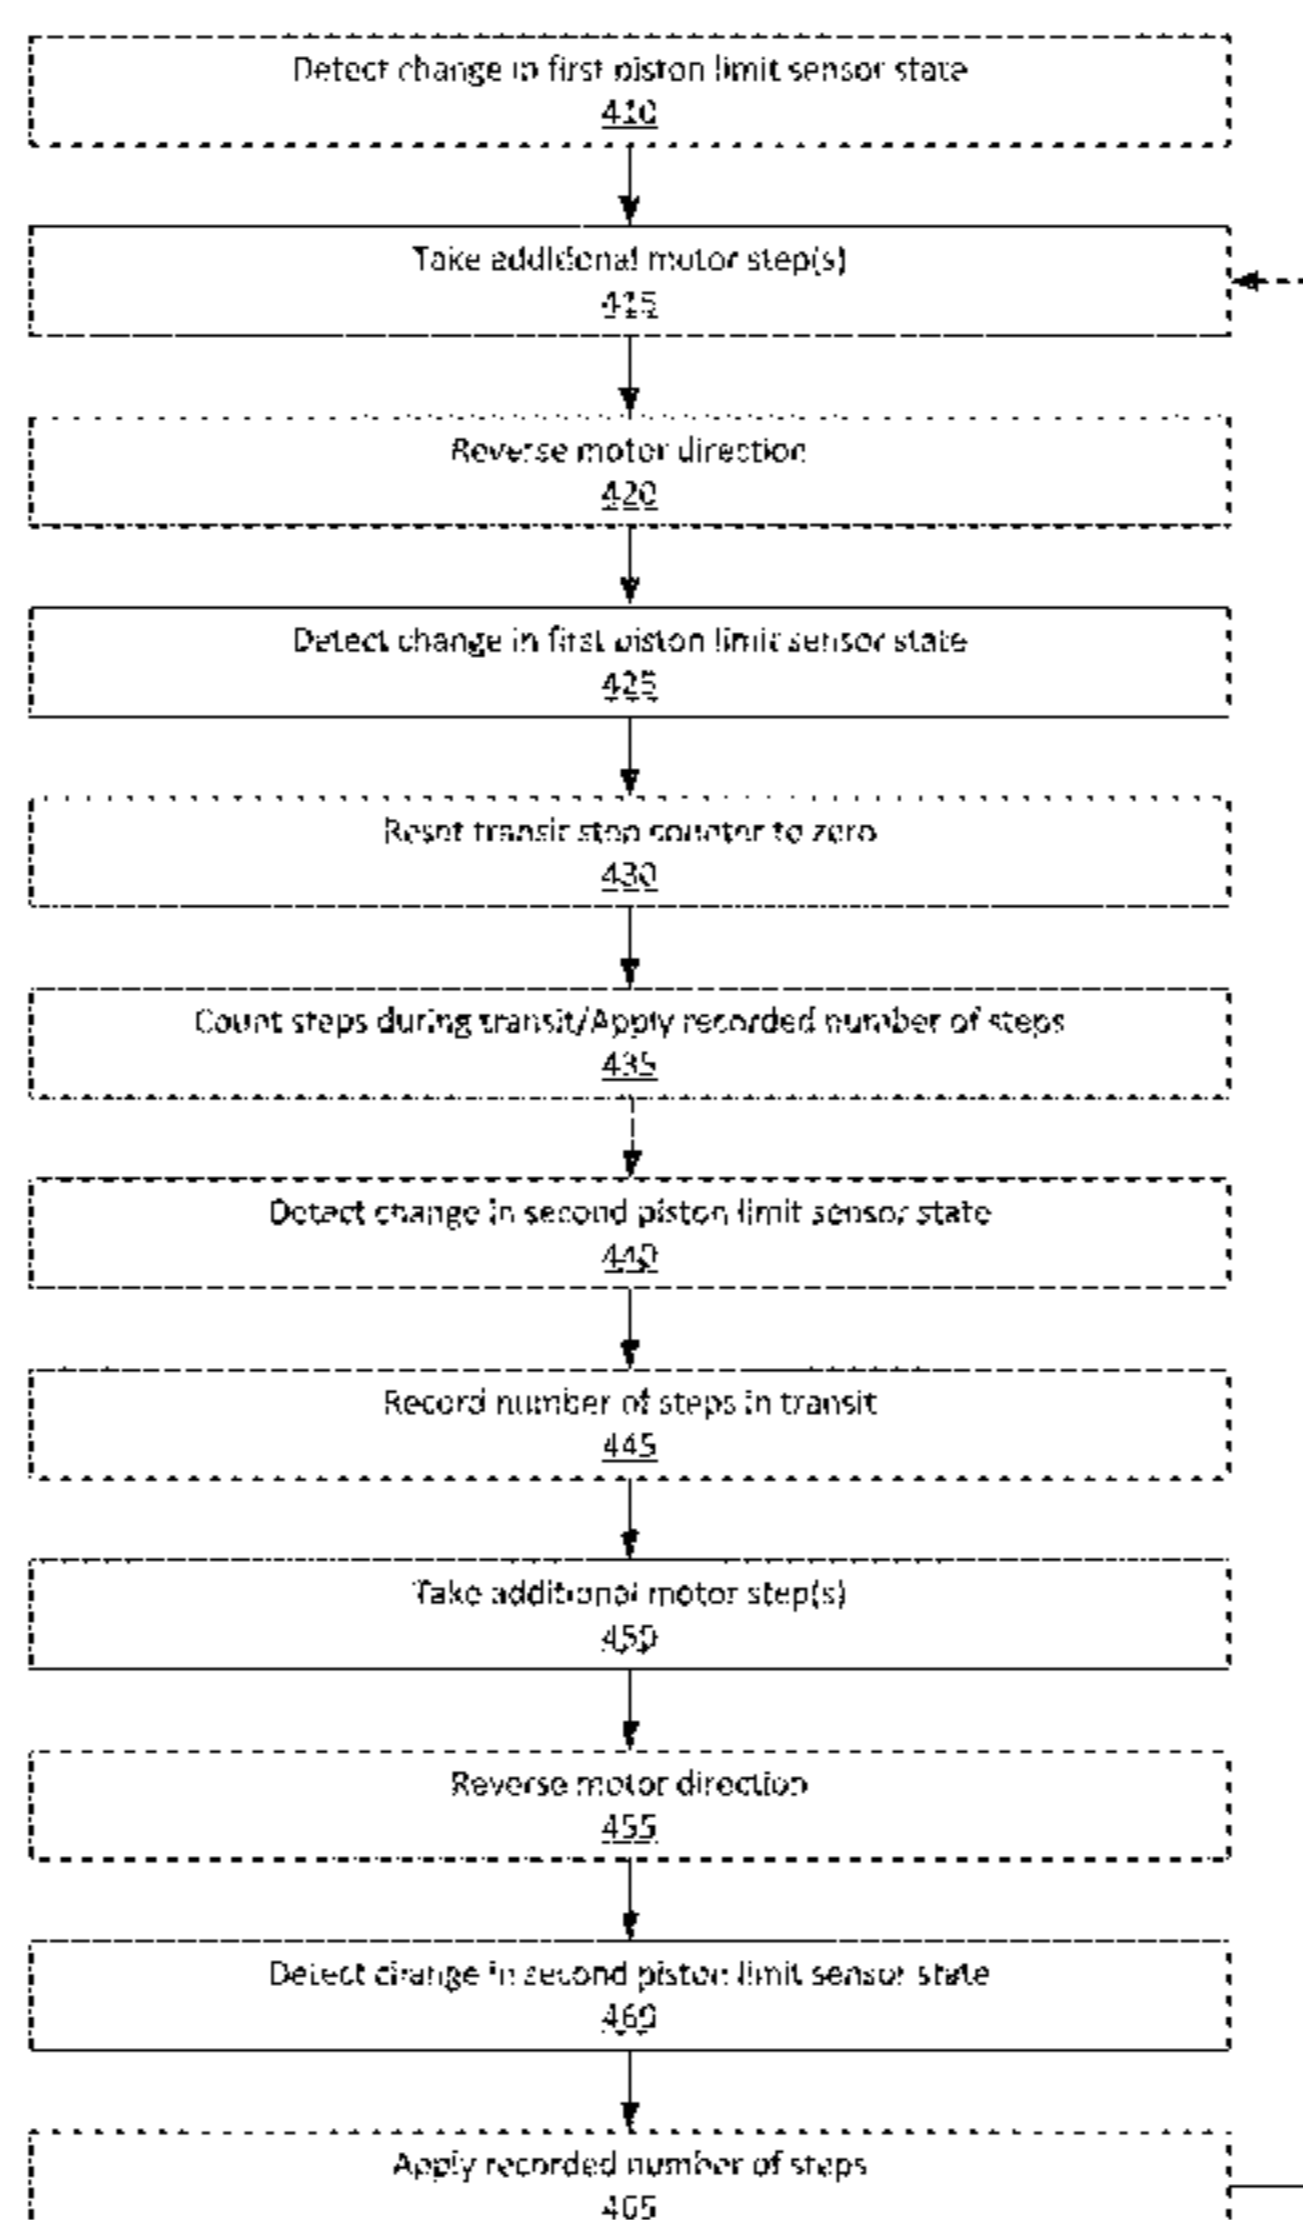 Detect change in first piston limit sensor state
410
Take additional motor step(s)
415
Reverse motor direction
420
Detect change in first piston limit sensor state
425
Reset transit step counter to zero
430
Count steps during transit/Apply recorded number of steps
435
Detect change in second piston limit sensor state
440
Record number of steps in transit
445
Take additional motor step(s)
450
Reverse motor direction
455
Detect change in second piston limit sensor state
460
Apply recorded number of steps
465